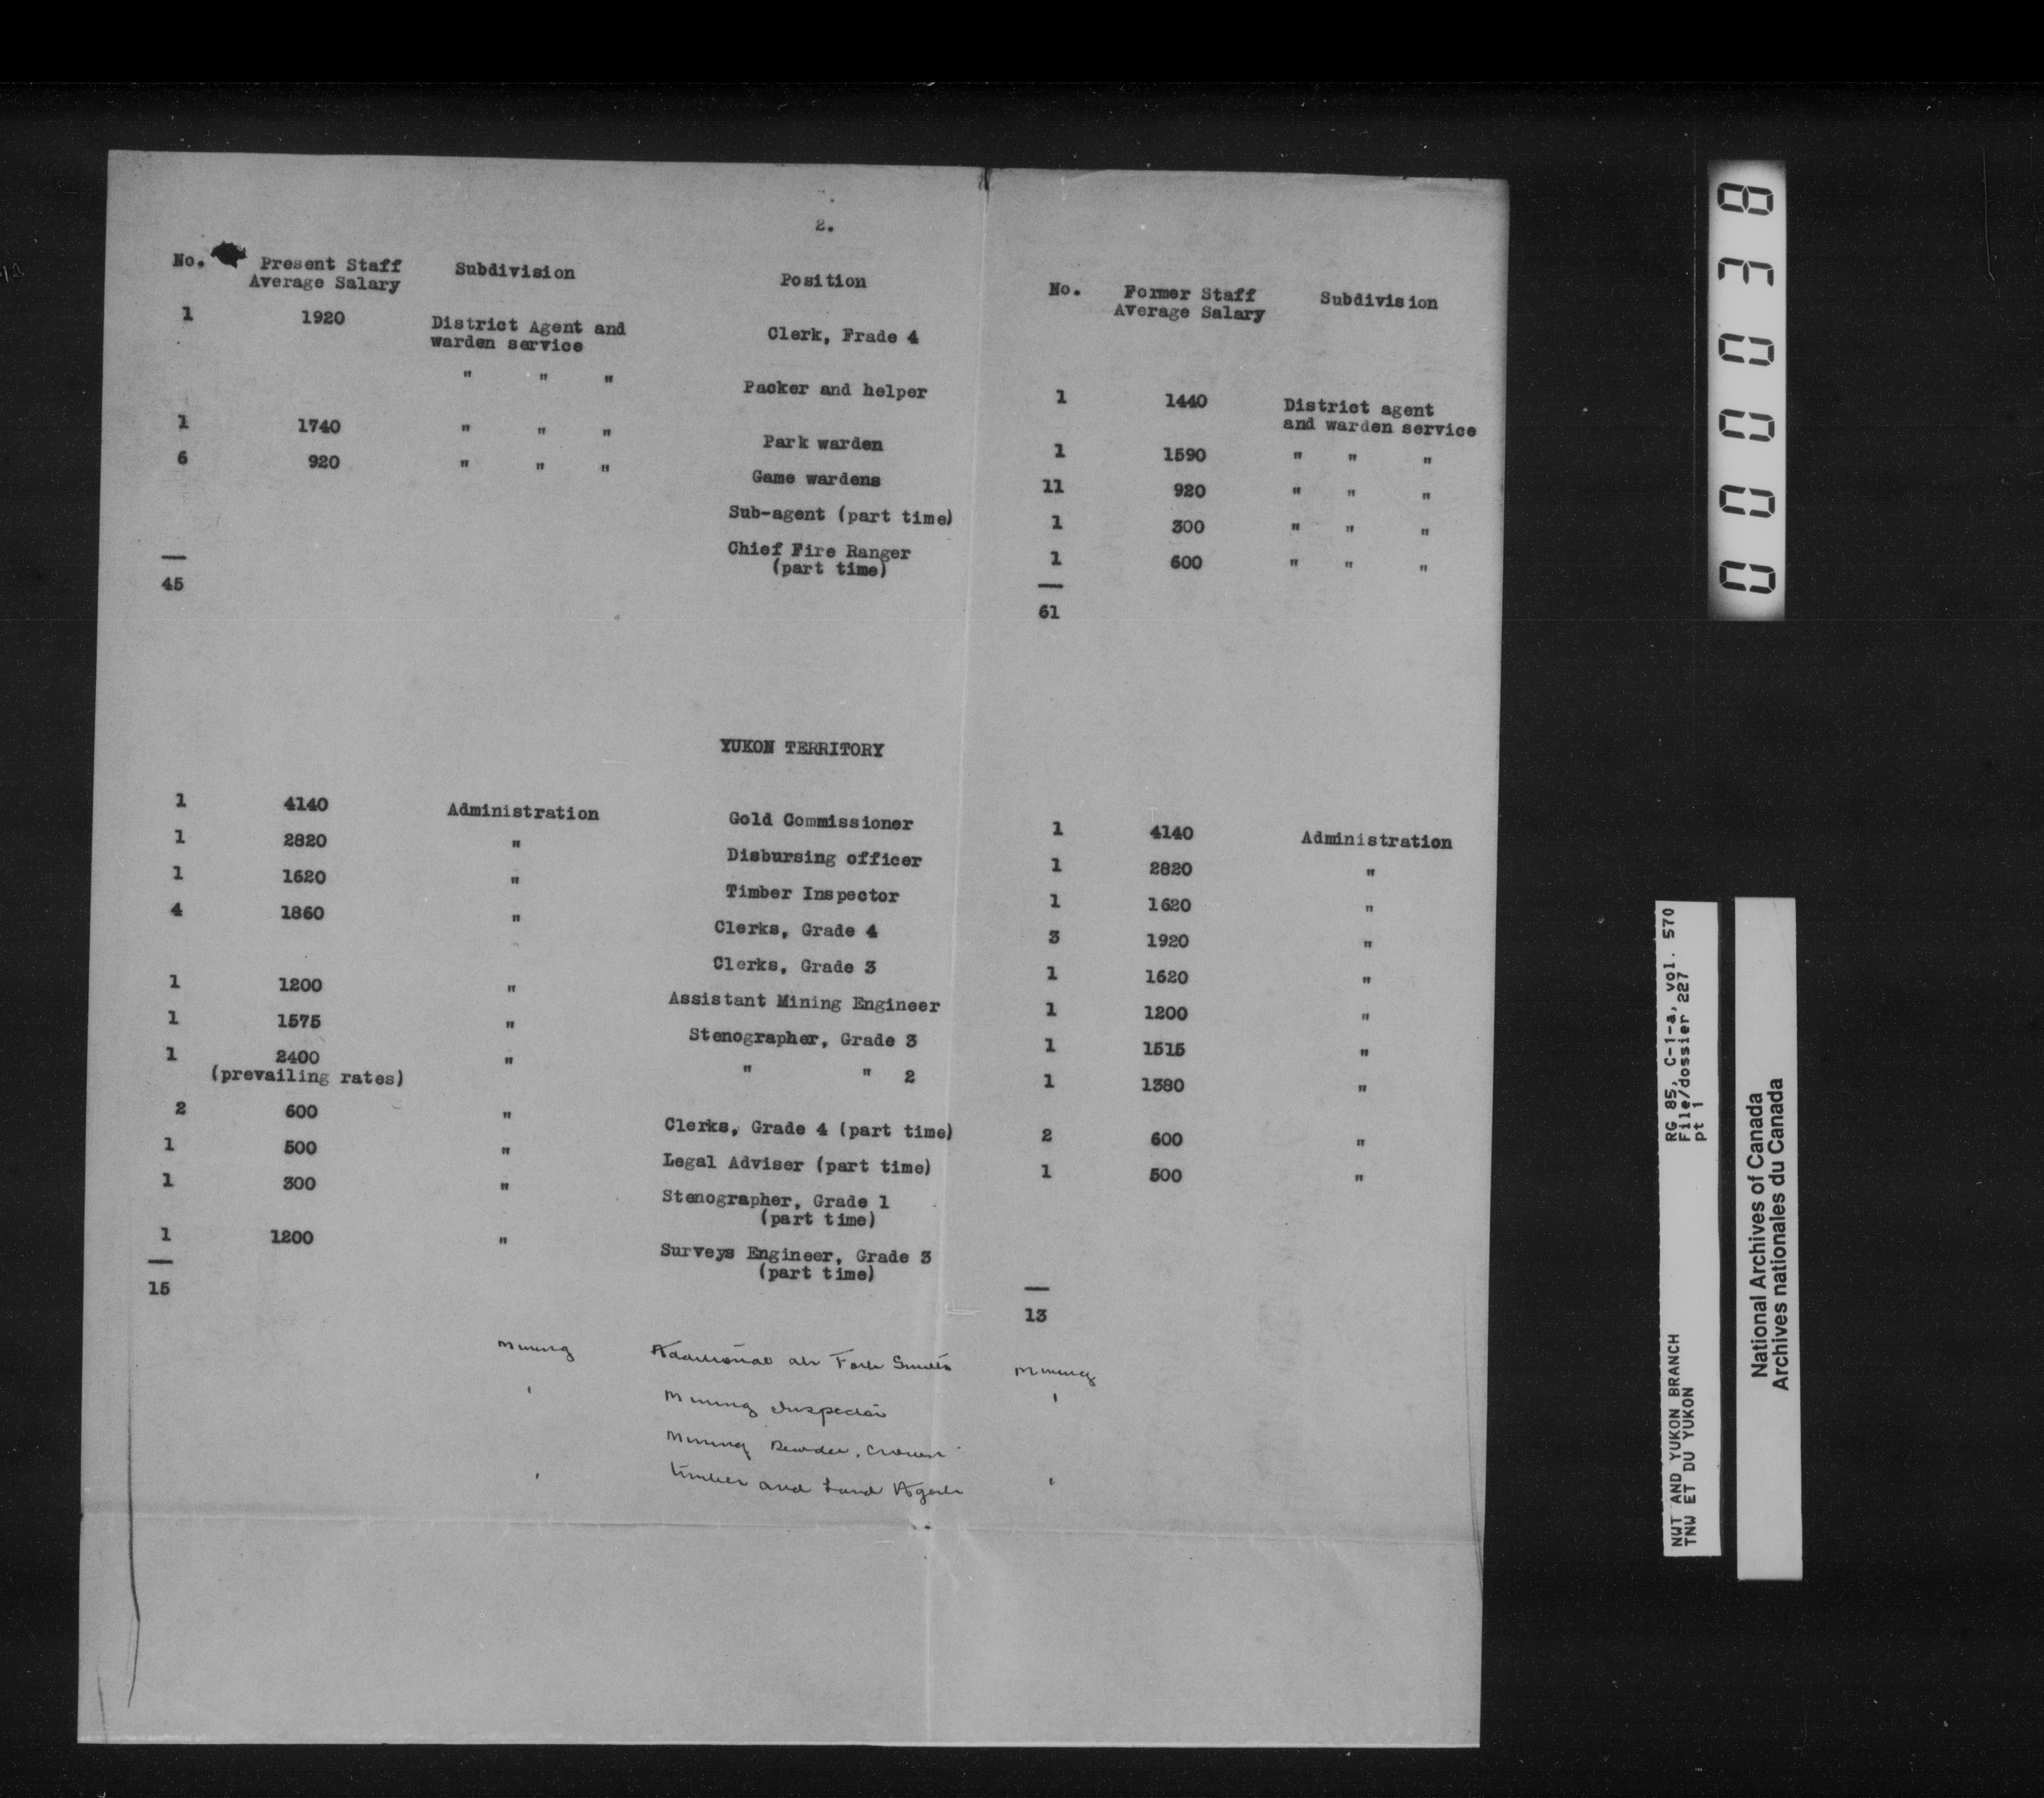 2.
No. Present Staff Subdivision Position No. Former Staff Subdivision
Average Salary Average Salary
1 1920 District Agent and Clerk, Frade 4
warden service
" " " Packer and helper 1 1440 District agent
and warden service
1 1740 " " " Park warden 1 1590 " " "
6 920 " " " Game wardens 11 920 " " "
Sub-agent (part time) 1 300 " " "
Chief Fire Ranger 1 600 " " "
(part time)
45 61
YUKON TERRITORY
1 4140 Administration Gold Commissioner 1 4140 Administration
1 2820 " Disbursing officer 1 2820 "
1 1620 " Timber Inspector 1 1620 "
4 1860 " Clerks, Grade 4 3 1920 "
Clerks, Grade 3 1 1620 "
1 1200 " Assistant Mining Engineer 1 1200 "
1 1575 " Stenographer, Grade 3 1 1515 "
1 2400 " " " 2 1 1380 "
(prevailing rates)
2 600 " Clerks, Grade 4 (part time) 2 600 "
1 500 " Legal Adviser (part time) 1 500 "
1 300 " Stenographer, Grade 1
(part time)
1 1200 " Surveys Engineer, Grade 3
(part time)
15 13
Mining Additional at Fort Smith Mining
' Mining Inspector '
Mining Recorder, Crown
' timber and Land Agent '
000038
RG 85, C-1-a, vol. 570
File/dossier 227
pt 1
NWT AND YUKON BRANCH
TNW ET DU YUKON
National Archives of Canada
Archives nationales du Canada